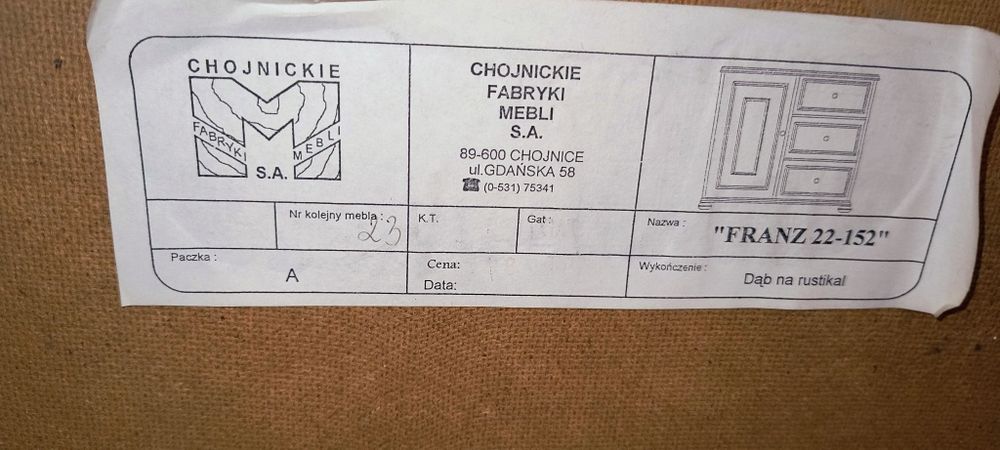 CHOJNICKIE
FABRYKI
MEBLI
S.A.
CHOJNICKIE
FABRYKI
MEBLI
S.A.
89-600 CHOJNICE
ul.GDAŃSKA 58
☎ (0-531) 75341
Nr kolejny mebla : 23
K.T.
Gat :
Nazwa : "FRANZ 22-152"
Paczka : A
Cena:
Data:
Wykończenie : Dąb na rustikal